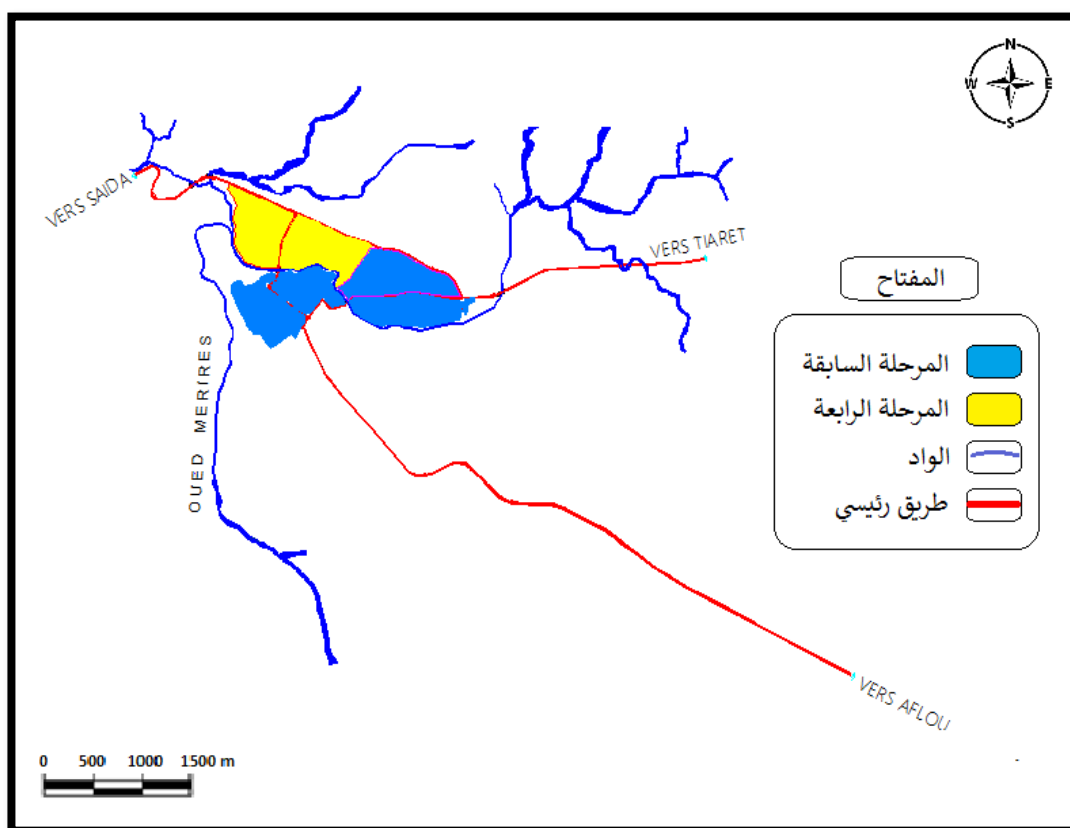 N
W E
S
VERS SAIDA
VERS TIARET
OUED MERIRES
VERS AFLOU
المفتاح
المرحلة السابقة
المرحلة الرابعة
الواد
طريق رئيسي
0 500 1000 1500 m